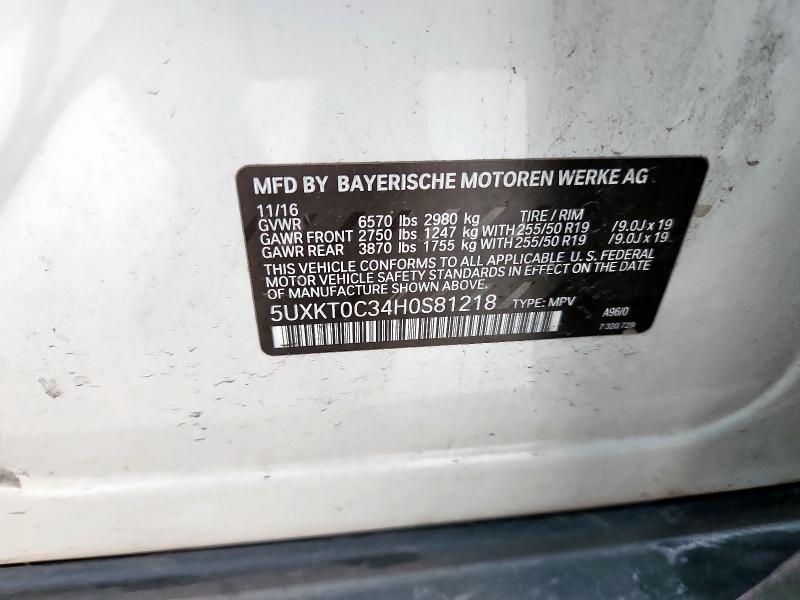 MFD BY BAYERISCHE MOTOREN WERKE AG
11/16 TIRE / RIM
GVWR 6570 lbs 2980 kg
GAWR FRONT 2750 lbs 1247 kg WITH 255/50 R19 /9.0J x 19
GAWR REAR 3870 lbs 1755 kg WITH 255/50 R19 /9.0J x 19
THIS VEHICLE CONFORMS TO ALL APPLICABLE U.S. FEDERAL
MOTOR VEHICLE SAFETY STANDARDS IN EFFECT ON THE DATE
OF MANUFACTURE SHOWN ABOVE.
5UXKT0C34H0S81218 TYPE: MPV
A96/0
7 320 729